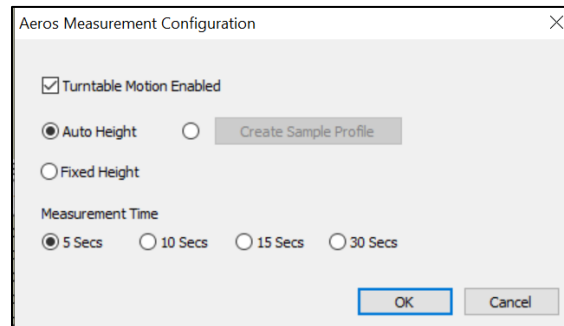 Aeros Measurement Configuration
Turntable Motion Enabled
Auto Height Create Sample Profile
Fixed Height
Measurement Time
5 Secs 10 Secs 15 Secs 30 Secs
OK Cancel